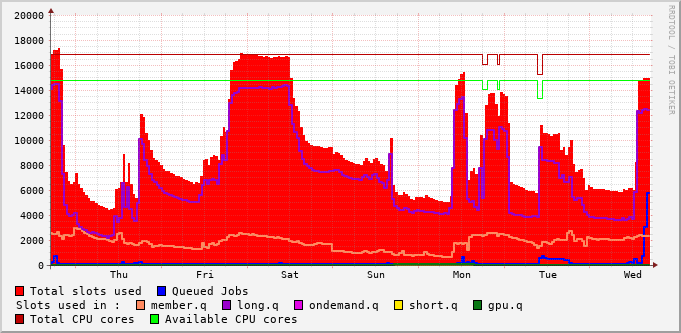 20000
18000
16000
14000
12000
10000
8000
6000
4000
2000
0
Thu Fri Sat Sun Mon Tue Wed
Total slots used Queued Jobs
Slots used in : member.q long.q ondemand.q short.q gpu.q
Total CPU cores Available CPU cores
RRDTOOL / TOBI OETIKER